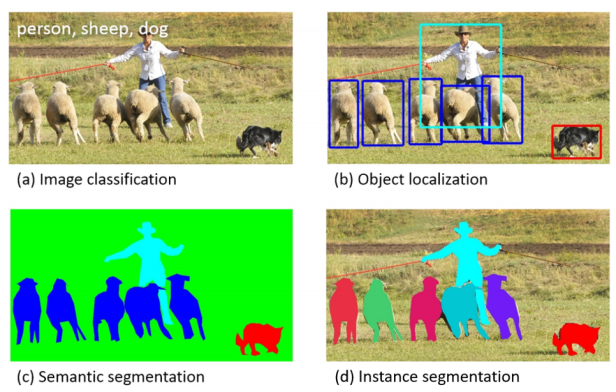 person, sheep, dog
(a) Image classification
(b) Object localization
(c) Semantic segmentation
(d) Instance segmentation